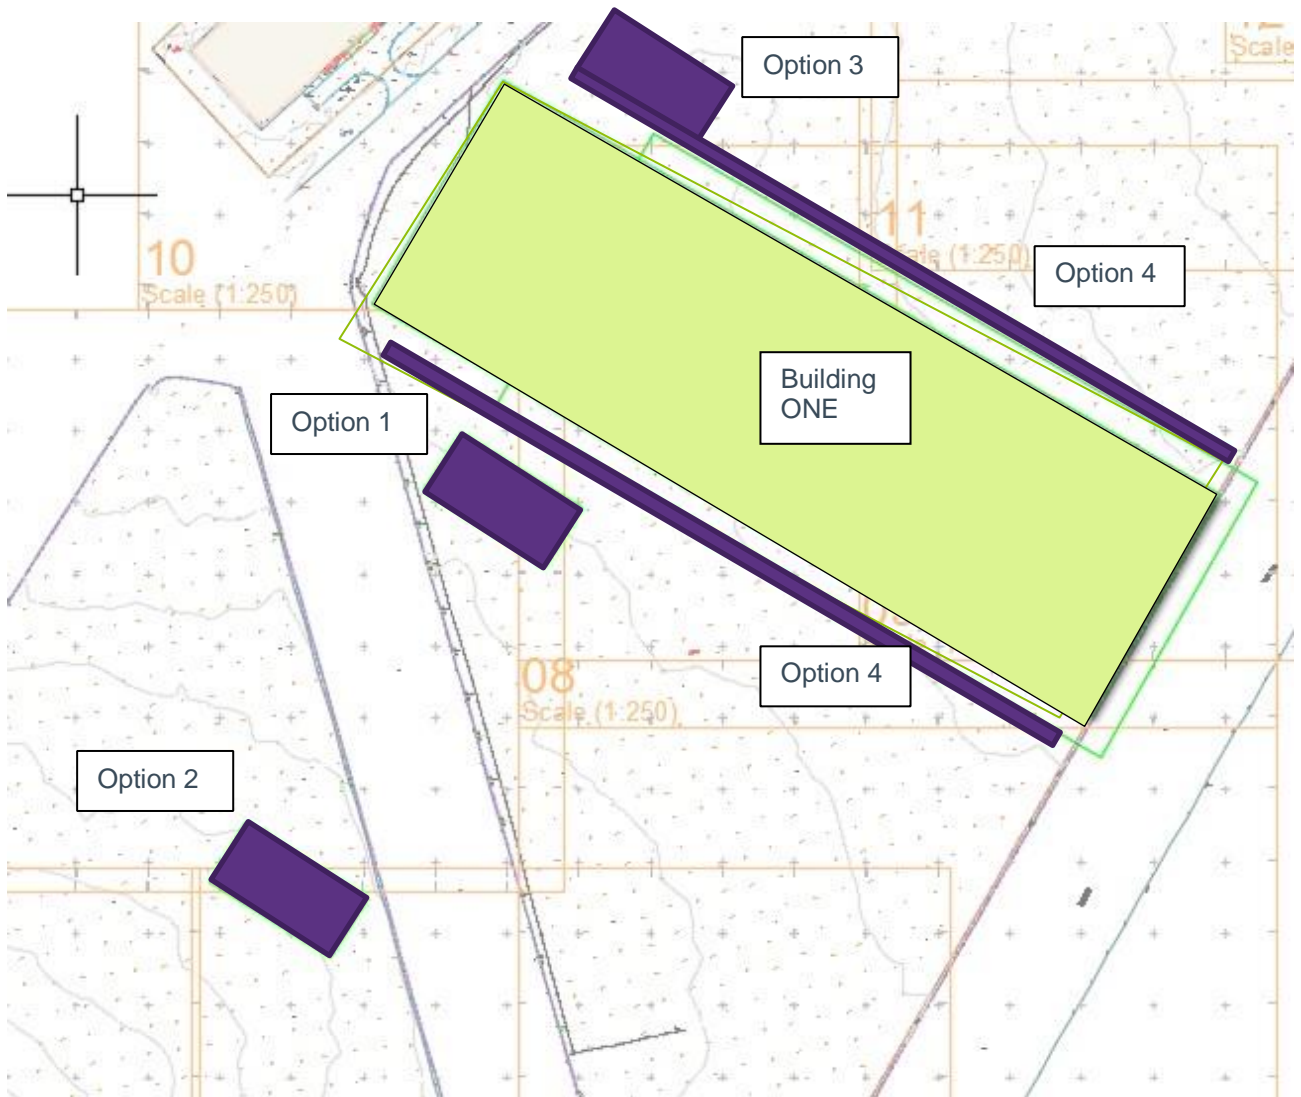 Option 3
Scale
11
Scale (1:250)
10
Scale (1:250)
Option 4
Building
ONE
Option 1
08
Scale (1:250)
Option 4
Option 2